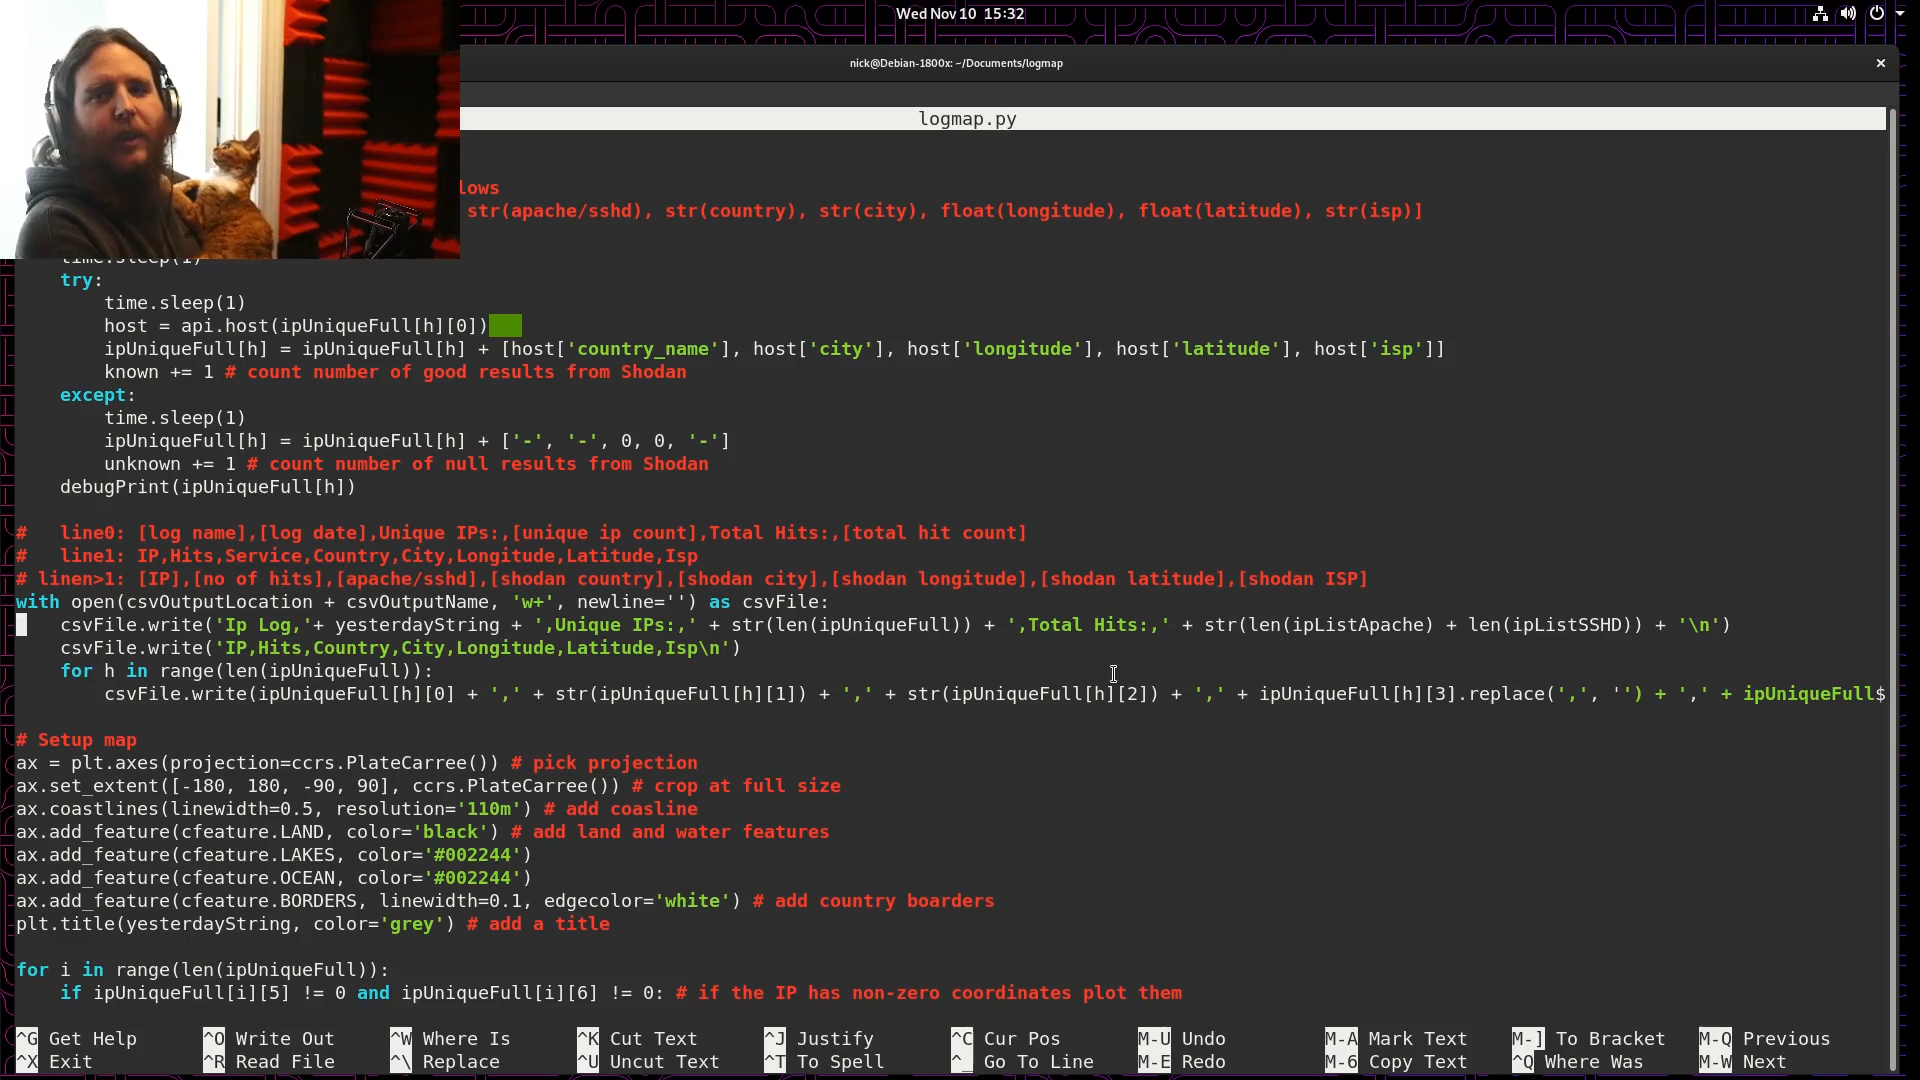 Wed Nov 10  15:32
nick@Debian-1800x: ~/Documents/logmap
×
logmap.py
lows
str(apache/sshd), str(country), str(city), float(longitude), float(latitude), str(isp)]
time.sleep(1)
try:
time.sleep(1)
host = api.host(ipUniqueFull[h][0])
ipUniqueFull[h] = ipUniqueFull[h] + [host['country_name'], host['city'], host['longitude'], host['latitude'], host['isp']]
known += 1 # count number of good results from Shodan
except:
time.sleep(1)
ipUniqueFull[h] = ipUniqueFull[h] + ['-', '-', 0, 0, '-']
unknown += 1 # count number of null results from Shodan
debugPrint(ipUniqueFull[h])
#   line0: [log name],[log date],Unique IPs:,[unique ip count],Total Hits:,[total hit count]
#   line1: IP,Hits,Service,Country,City,Longitude,Latitude,Isp
# linen>1: [IP],[no of hits],[apache/sshd],[shodan country],[shodan city],[shodan longitude],[shodan latitude],[shodan ISP]
with open(csvOutputLocation + csvOutputName, 'w+', newline='') as csvFile:
csvFile.write('Ip Log,'+ yesterdayString + ',Unique IPs:,' + str(len(ipUniqueFull)) + ',Total Hits:,' + str(len(ipListApache) + len(ipListSSHD)) + '\n')
csvFile.write('IP,Hits,Country,City,Longitude,Latitude,Isp\n')
for h in range(len(ipUniqueFull)):
csvFile.write(ipUniqueFull[h][0] + ',' + str(ipUniqueFull[h][1]) + ',' + str(ipUniqueFull[h][2]) + ',' + ipUniqueFull[h][3].replace(',', '') + ',' + ipUniqueFull$
# Setup map
ax = plt.axes(projection=ccrs.PlateCarree()) # pick projection
ax.set_extent([-180, 180, -90, 90], ccrs.PlateCarree()) # crop at full size
ax.coastlines(linewidth=0.5, resolution='110m') # add coasline
ax.add_feature(cfeature.LAND, color='black') # add land and water features
ax.add_feature(cfeature.LAKES, color='#002244')
ax.add_feature(cfeature.OCEAN, color='#002244')
ax.add_feature(cfeature.BORDERS, linewidth=0.1, edgecolor='white') # add country boarders
plt.title(yesterdayString, color='grey') # add a title
for i in range(len(ipUniqueFull)):
if ipUniqueFull[i][5] != 0 and ipUniqueFull[i][6] != 0: # if the IP has non-zero coordinates plot them
^G Get Help ^O Write Out ^W Where Is ^K Cut Text ^J Justify ^C Cur Pos M-U Undo M-A Mark Text M-] To Bracket M-Q Previous
^X Exit ^R Read File ^\ Replace ^U Uncut Text ^T To Spell ^_ Go To Line M-E Redo M-6 Copy Text ^Q Where Was M-W Next